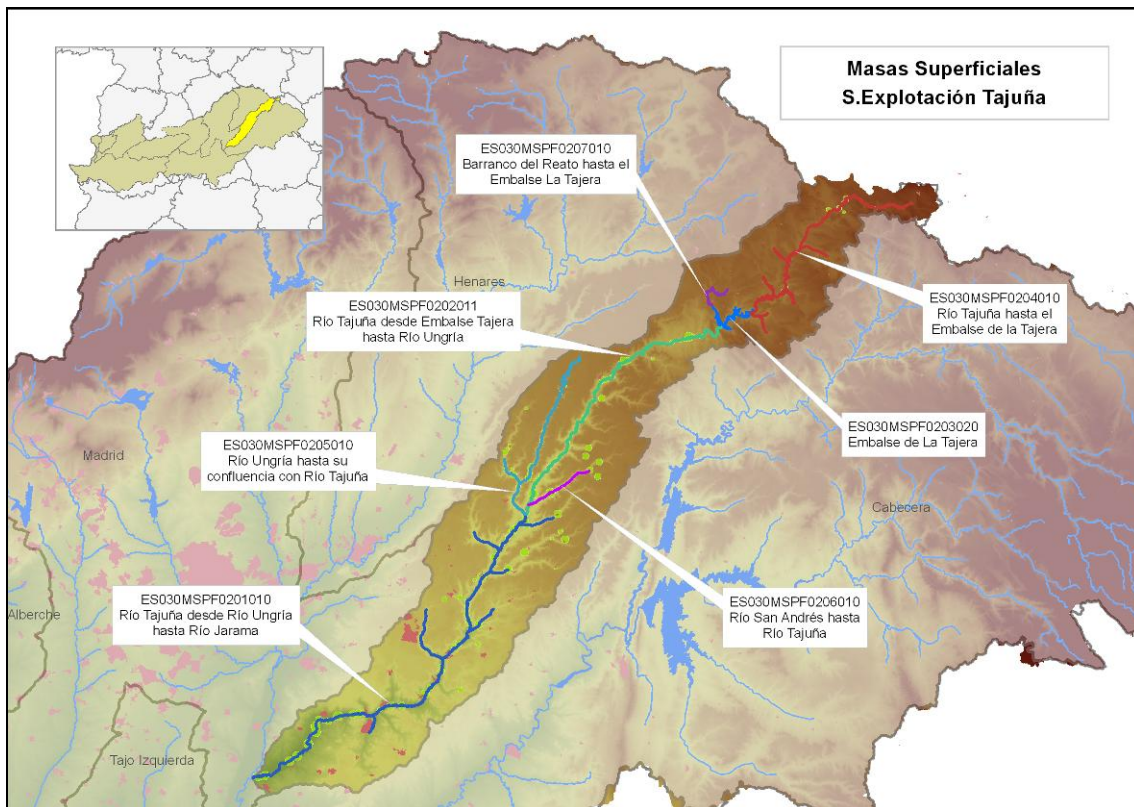 Masas Superficiales
S.Explotación Tajuña
ES030MSPF0207010
Barranco del Reato hasta el
Embalse La Tajera
Henares
ES030MSPF0202011
Río Tajuña desde Embalse Tajera
hasta Río Ungría
ES030MSPF0204010
Río Tajuña hasta el
Embalse de la Tajera
ES030MSPF0203020
Embalse de La Tajera
ES030MSPF0205010
Río Ungría hasta su
confluencia con Río Tajuña
Madrid
Cabecera
ES030MSPF0201010
Río Tajuña desde Río Ungría
hasta Río Jarama
ES030MSPF0206010
Río San Andrés hasta
Río Tajuña
Alberche
Tajo Izquierda